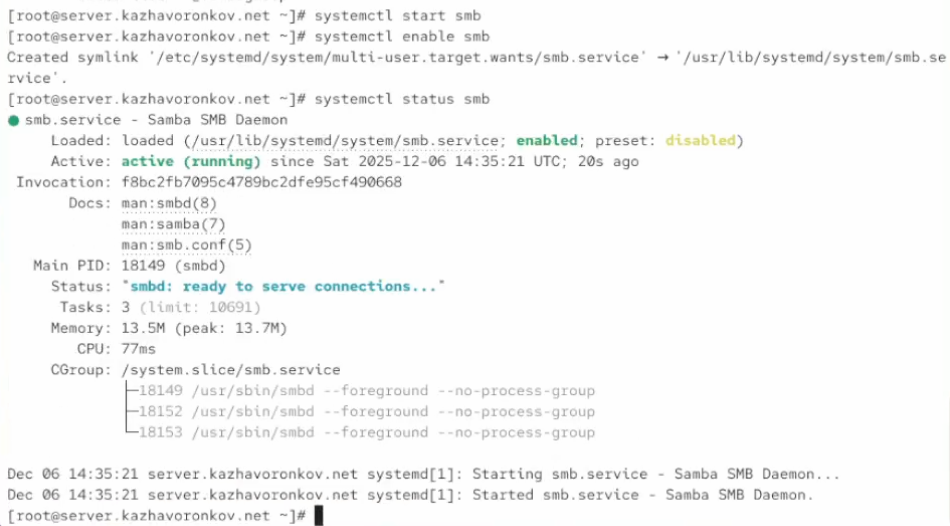 [root@server.kazhavoronkov.net ~]# systemctl start smb
[root@server.kazhavoronkov.net ~]# systemctl enable smb
Created symlink '/etc/systemd/system/multi-user.target.wants/smb.service' → '/usr/lib/systemd/system/smb.se
rvice'.
[root@server.kazhavoronkov.net ~]# systemctl status smb
● smb.service - Samba SMB Daemon
Loaded: loaded (/usr/lib/systemd/system/smb.service; enabled; preset: disabled)
Active: active (running) since Sat 2025-12-06 14:35:21 UTC; 20s ago
Invocation: f8bc2fb7095c4789bc2dfe95cf490668
Docs: man:smbd(8)
man:samba(7)
man:smb.conf(5)
Main PID: 18149 (smbd)
Status: "smbd: ready to serve connections..."
Tasks: 3 (limit: 10691)
Memory: 13.5M (peak: 13.7M)
CPU: 77ms
CGroup: /system.slice/smb.service
├─18149 /usr/sbin/smbd --foreground --no-process-group
├─18152 /usr/sbin/smbd --foreground --no-process-group
└─18153 /usr/sbin/smbd --foreground --no-process-group
Dec 06 14:35:21 server.kazhavoronkov.net systemd[1]: Starting smb.service - Samba SMB Daemon...
Dec 06 14:35:21 server.kazhavoronkov.net systemd[1]: Started smb.service - Samba SMB Daemon.
[root@server.kazhavoronkov.net ~]#